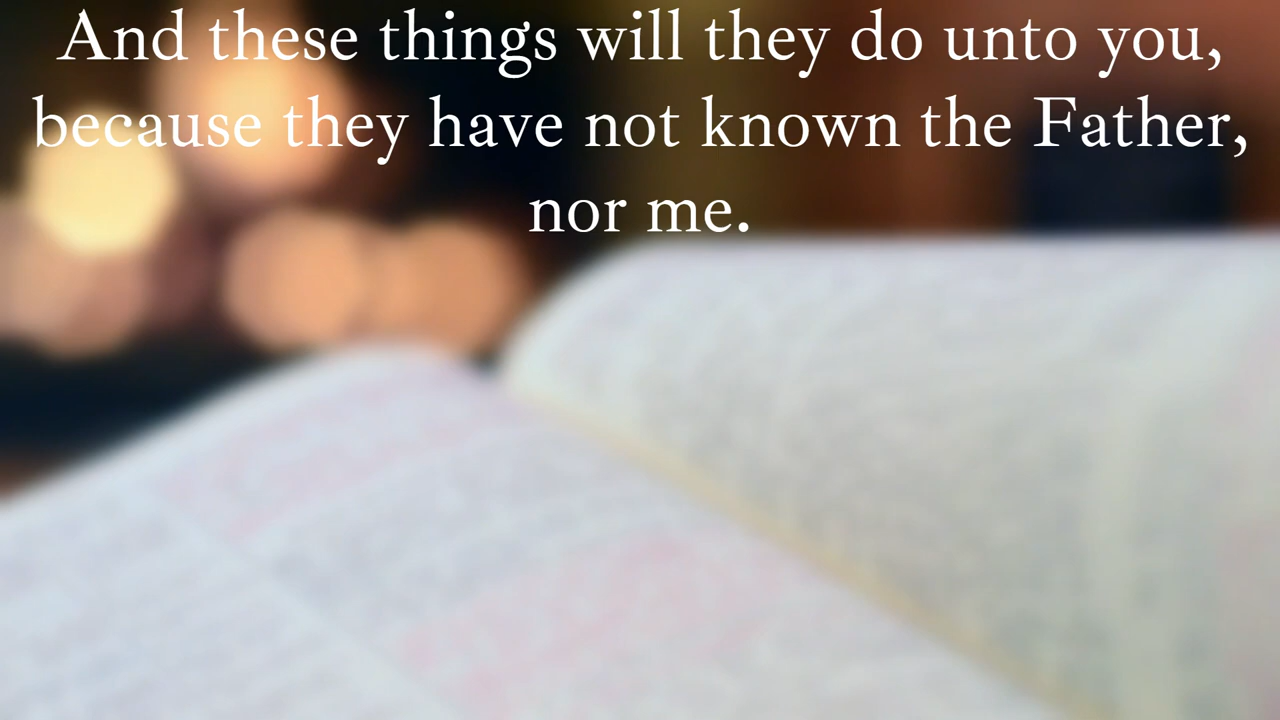 And these things will they do unto you,
because they have not known the Father,
nor me.